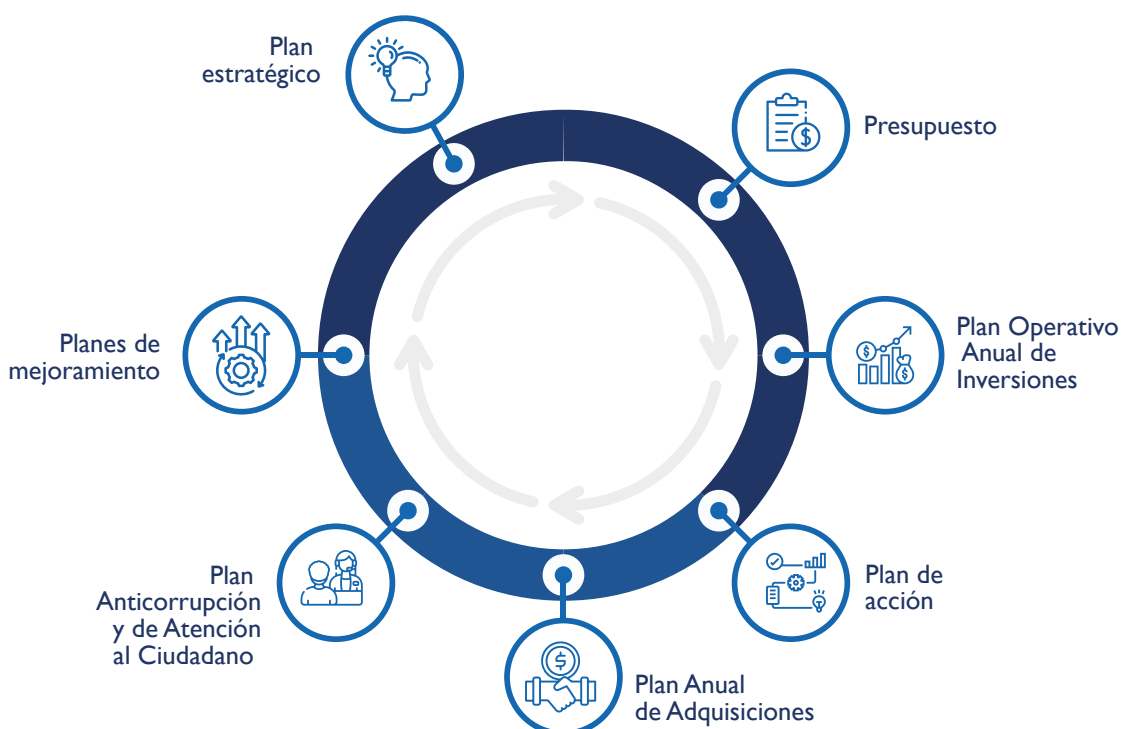 Plan
estratégico
Presupuesto
Plan Operativo
Anual de
Inversiones
Plan de
acción
Plan Anual
de Adquisiciones
Plan
Anticorrupción
y de Atención
al Ciudadano
Planes de
mejoramiento